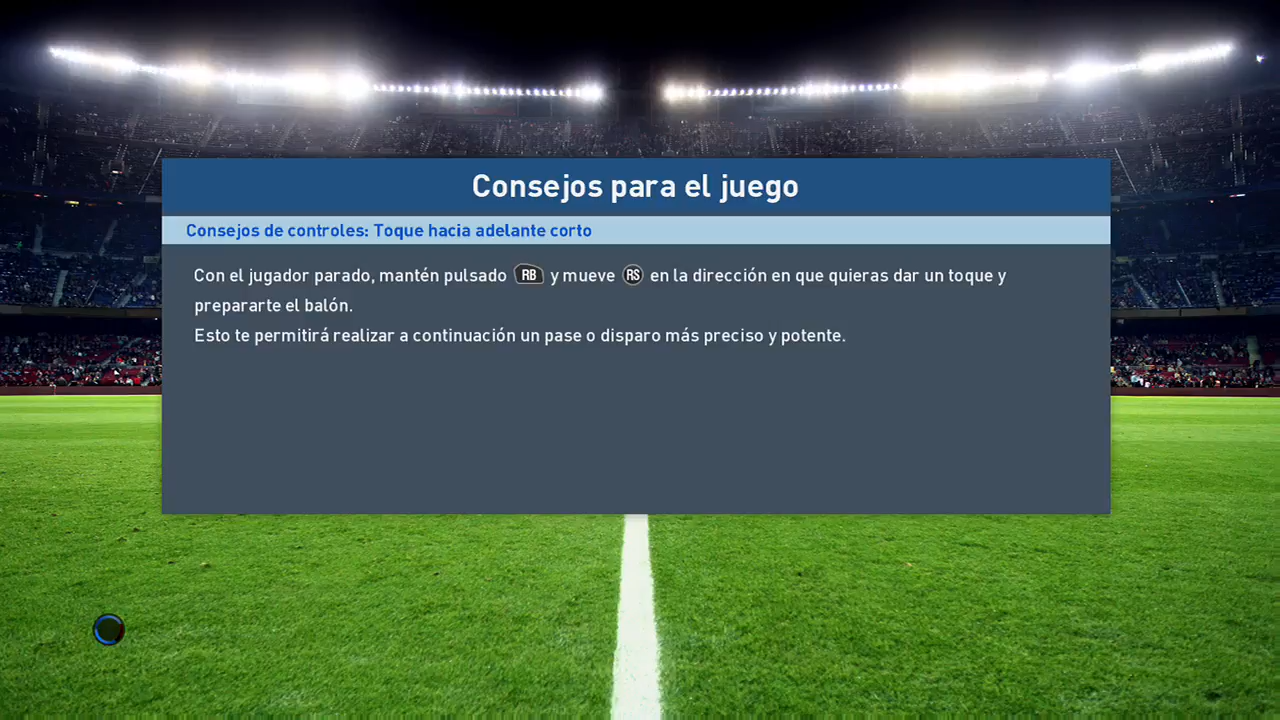 Consejos para el juego
Consejos de controles: Toque hacia adelante corto
Con el jugador parado, mantén pulsado RB y mueve RS en la dirección en que quieras dar un toque y
prepararte el balón.
Esto te permitirá realizar a continuación un pase o disparo más preciso y potente.